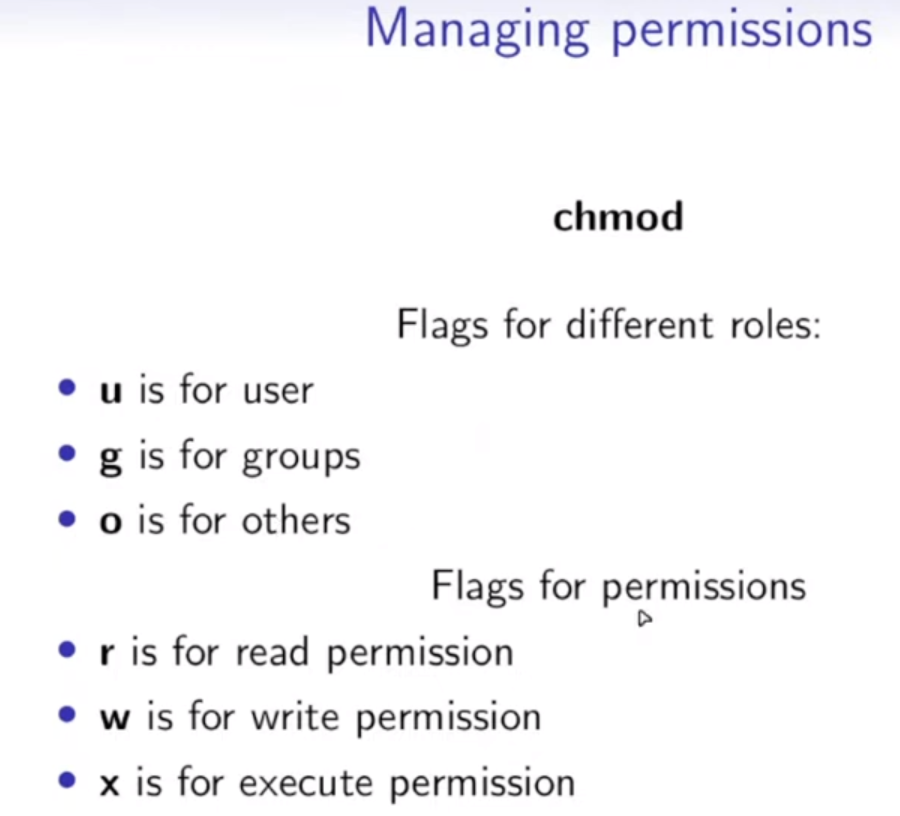 Managing permissions
chmod
Flags for different roles:
• u is for user
• g is for groups
• o is for others
Flags for permissions
• r is for read permission
• w is for write permission
• x is for execute permission